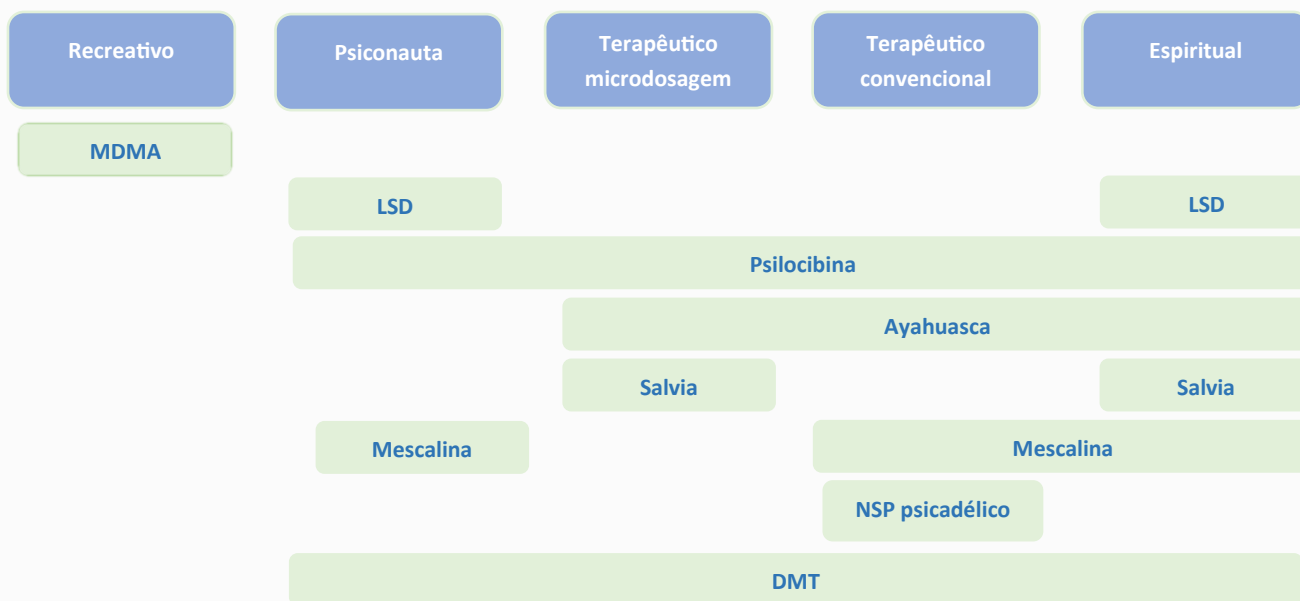 Recreativo
Psiconauta
Terapêutico
microdosagem
Terapêutico
convencional
Espiritual
MDMA
LSD
LSD
Psilocibina
Ayahuasca
Salvia
Salvia
Mescalina
Mescalina
NSP psicadélico
DMT